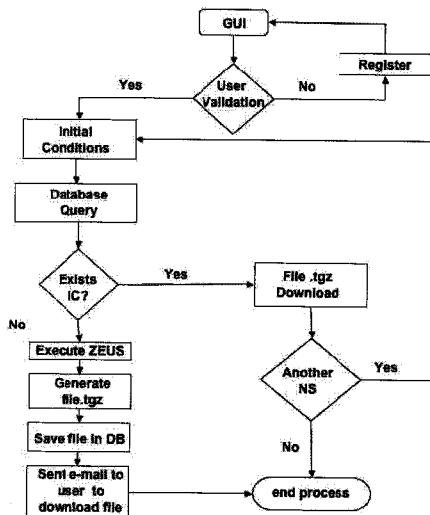 GUI
Register
Yes
User
Validation
No
Initial
Conditions
Database
Query
Exists
IC?
Yes
File .tgz
Download
No
Execute ZEUS
Another
NS
Yes
Generate
file.tgz
Save file in DB
No
Sent e-mail to
user to
download file
end process